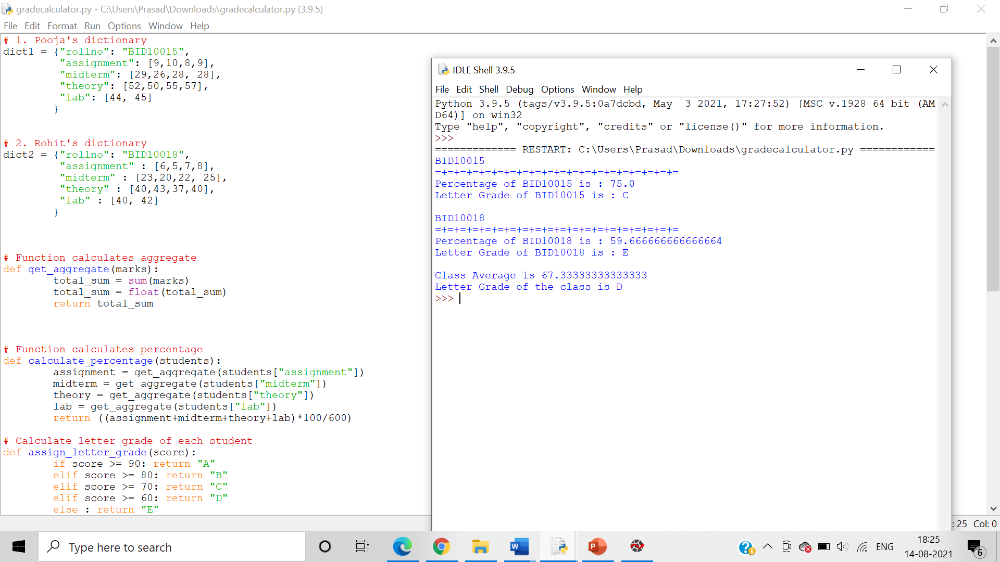 gradecalculator.py - C:\Users\Prasad\Downloads\gradecalculator.py (3.9.5)
File Edit Format Run Options Window Help
# 1. Pooja's dictionary
dict1 = {"rollno": "BID10015",
"assignment": [9,10,8,9],
"midterm": [29,26,28, 28],
"theory": [52,50,55,57],
"lab": [44, 45]
}
# 2. Rohit's dictionary
dict2 = {"rollno": "BID10018",
"assignment" : [6,5,7,8],
"midterm" : [23,20,22, 25],
"theory" : [40,43,37,40],
"lab" : [40, 42]
}
# Function calculates aggregate
def get_aggregate(marks):
total_sum = sum(marks)
total_sum = float(total_sum)
return total_sum
# Function calculates percentage
def calculate_percentage(students):
assignment = get_aggregate(students["assignment"])
midterm = get_aggregate(students["midterm"])
theory = get_aggregate(students["theory"])
lab = get_aggregate(students["lab"])
return ((assignment+midterm+theory+lab)*100/600)
# Calculate letter grade of each student
def assign_letter_grade(score):
if score >= 90: return "A"
elif score >= 80: return "B"
elif score >= 70: return "C"
elif score >= 60: return "D"
else : return "E"
IDLE Shell 3.9.5
File Edit Shell Debug Options Window Help
Python 3.9.5 (tags/v3.9.5:0a7dcbd, May  3 2021, 17:27:52) [MSC v.1928 64 bit (AM
D64)] on win32
Type "help", "copyright", "credits" or "license()" for more information.
>>>
============= RESTART: C:\Users\Prasad\Downloads\gradecalculator.py ============
BID10015
=+=+=+=+=+=+=+=+=+=+=+=+=+=+=+=+=+=+=+=
Percentage of BID10015 is : 75.0
Letter Grade of BID10015 is : C
BID10018
=+=+=+=+=+=+=+=+=+=+=+=+=+=+=+=+=+=+=+=
Percentage of BID10018 is : 59.666666666666664
Letter Grade of BID10018 is : E
Class Average is 67.33333333333333
Letter Grade of the class is D
>>>
: 25 Col: 0
Type here to search
ENG
18:25
14-08-2021
6